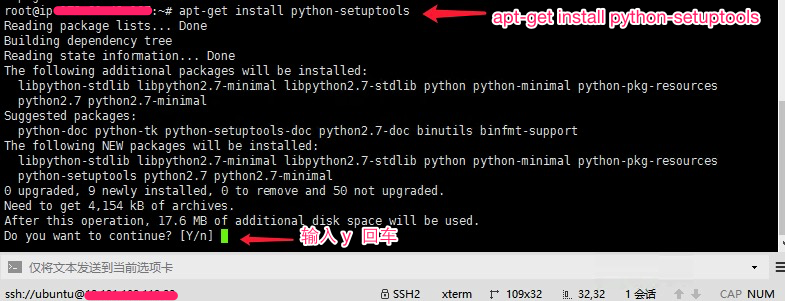 root@ip :~# apt-get install python-setuptools
apt-get install python-setuptools
Reading package lists... Done
Building dependency tree
Reading state information... Done
The following additional packages will be installed:
libpython-stdlib libpython2.7-minimal libpython2.7-stdlib python python-minimal python-pkg-resources
python2.7 python2.7-minimal
Suggested packages:
python-doc python-tk python-setuptools-doc python2.7-doc binutils binfmt-support
The following NEW packages will be installed:
libpython-stdlib libpython2.7-minimal libpython2.7-stdlib python python-minimal python-pkg-resources
python-setuptools python2.7 python2.7-minimal
0 upgraded, 9 newly installed, 0 to remove and 50 not upgraded.
Need to get 4,154 kB of archives.
After this operation, 17.6 MB of additional disk space will be used.
Do you want to continue? [Y/n]
输入 y 回车
仅将文本发送到当前选项卡
ssh://ubuntu@
SSH2 xterm 109x32 32,32 1 会话 CAP NUM